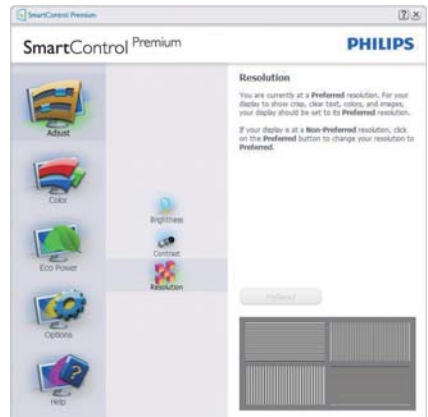 SmartControl Premium
SmartControl Premium
PHILIPS
Adjust
Color
Eco Power
Options
Help
Brightness
Contrast
Resolution
Resolution
You are currently at a Preferred resolution. For your
display to show crisp, clear text, colors, and images,
your display should be set to its Preferred resolution.
If your display is at a Non-Preferred resolution, click
on the Preferred button to change your resolution to
Preferred.
Preferred